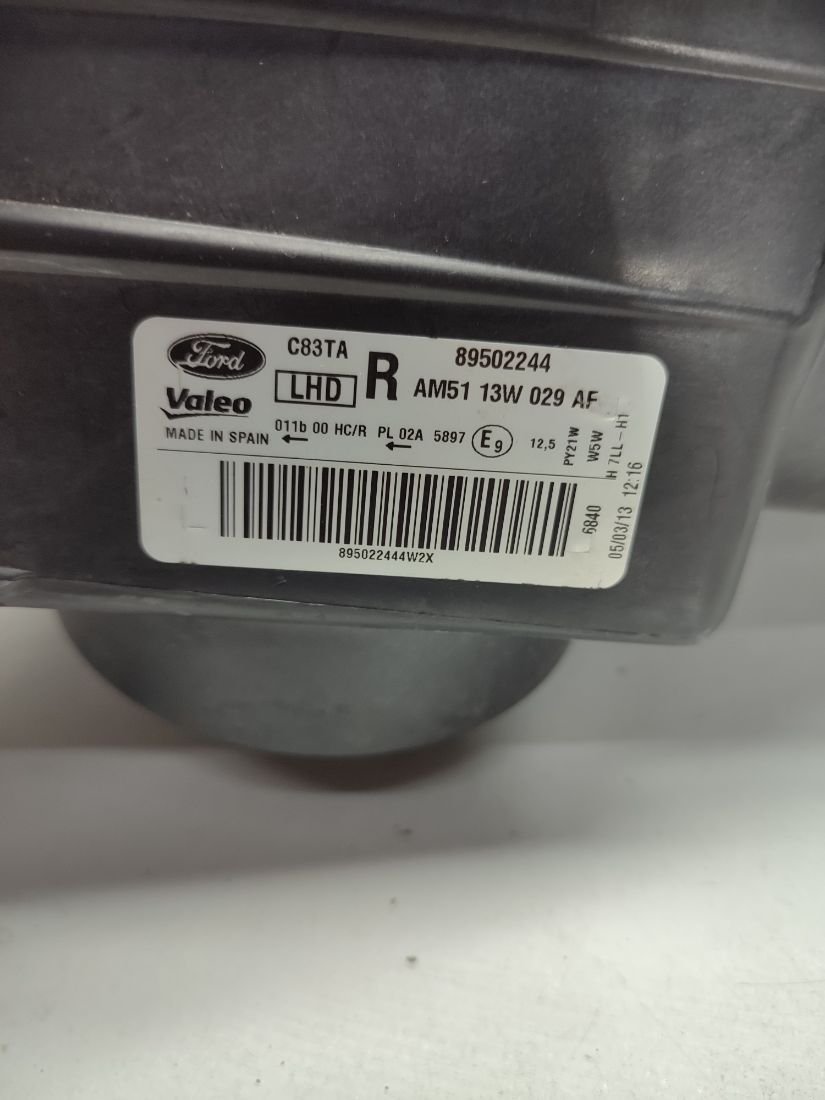 Ford C83TA R 89502244
Valeo LHD AM51 13W 029 AF
MADE IN SPAIN 011b 00 HC/R PL 02A 5897 E9 12,5
PY21W
W5W
H 7LL-H1
895022444W2X
6840
05/03/13 12:16